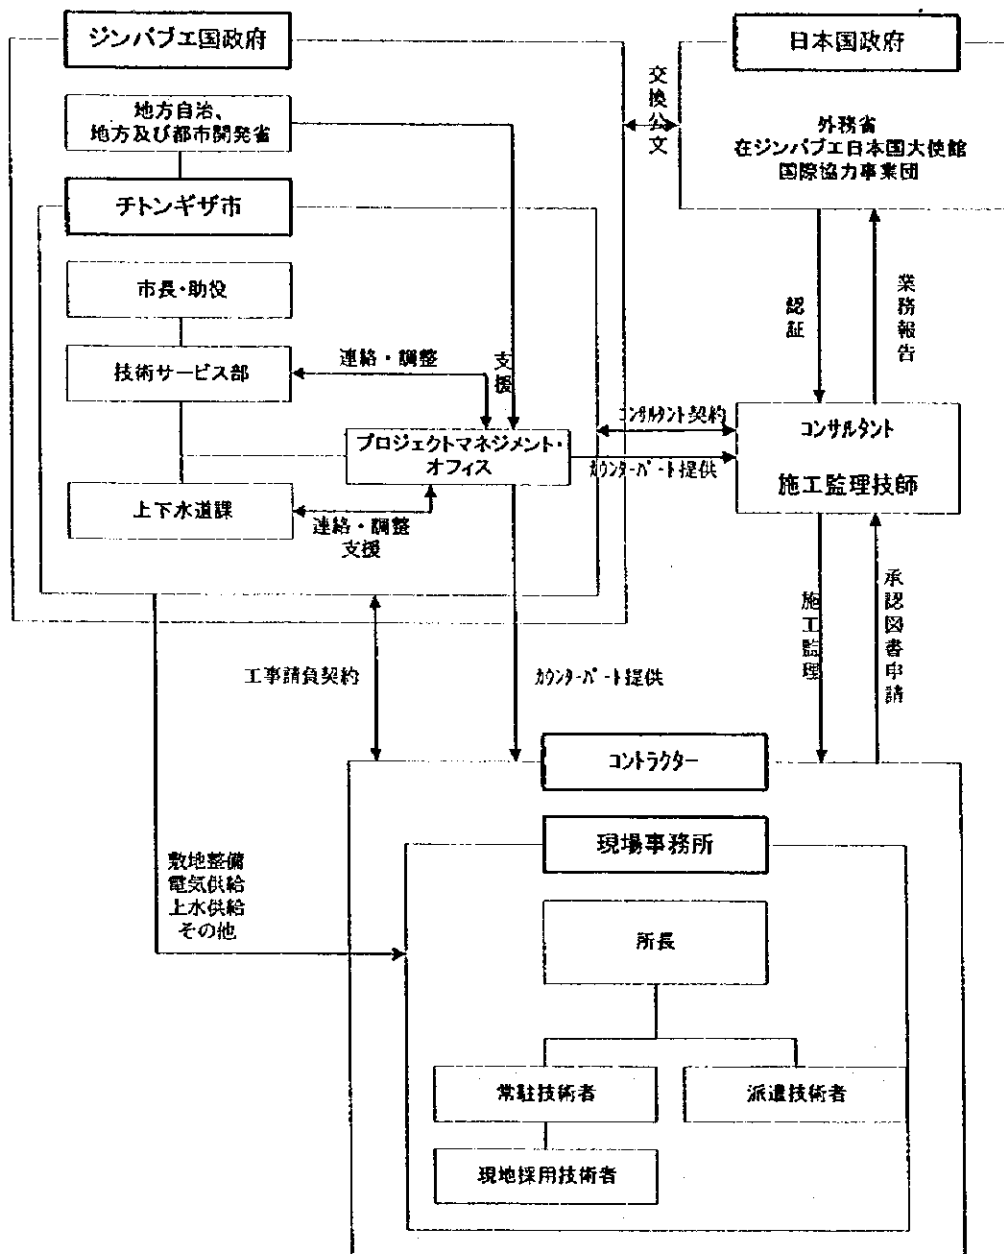 ジンバブエ国政府
地方自治、
地方及び都市開発省
チトンギザ市
市長・助役
技術サービス部
連絡・調整
支援
プロジェクトマネジメント・
オフィス
上下水道課
連絡・調整
支援
交換公文
日本国政府
外務省
在ジンバブエ日本国大使館
国際協力事業団
認証
業務報告
コンサルタント契約
カウンターパート提供
コンサルタント
施工監理技師
施工監理
承認図書申請
工事請負契約
カウンターパート提供
敷地整備
電気供給
上水供給
その他
コントラクター
現場事務所
所長
常駐技術者
派遣技術者
現地採用技術者